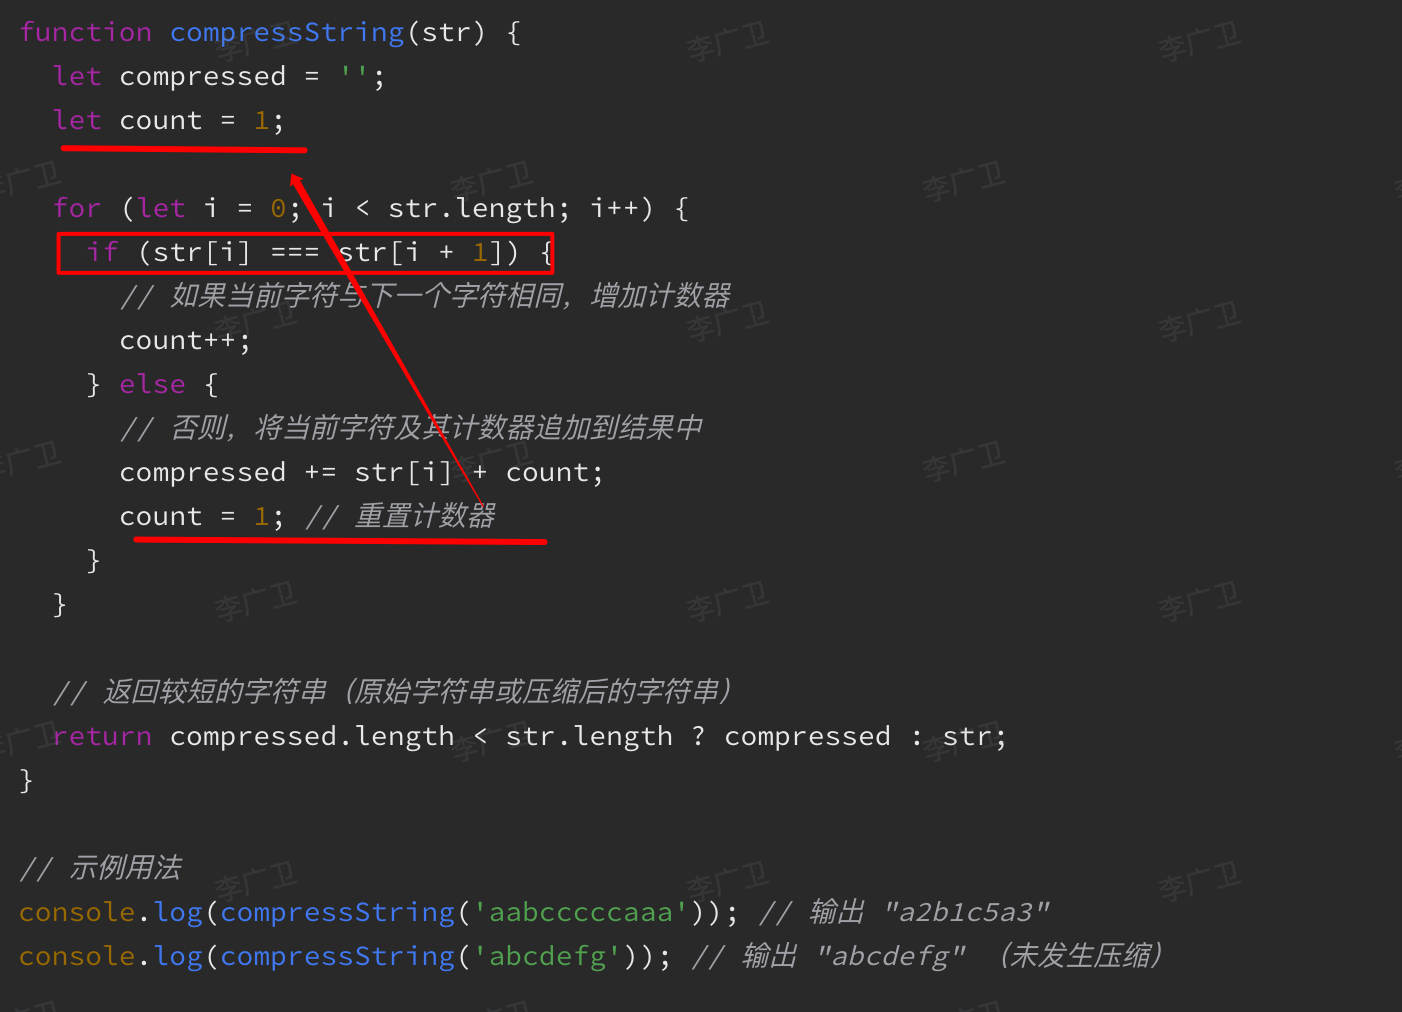 function compressString(str) {
  let compressed = '';
  let count = 1;
  for (let i = 0; i < str.length; i++) {
    if (str[i] === str[i + 1]) {
      // 如果当前字符与下一个字符相同，增加计数器
      count++;
    } else {
      // 否则，将当前字符及其计数器追加到结果中
      compressed += str[i] + count;
      count = 1; // 重置计数器
    }
  }
  // 返回较短的字符串（原始字符串或压缩后的字符串）
  return compressed.length < str.length ? compressed : str;
}
// 示例用法
console.log(compressString('aabcccccaaa')); // 输出 "a2b1c5a3"
console.log(compressString('abcdefg')); // 输出 "abcdefg" （未发生压缩）
李广卫